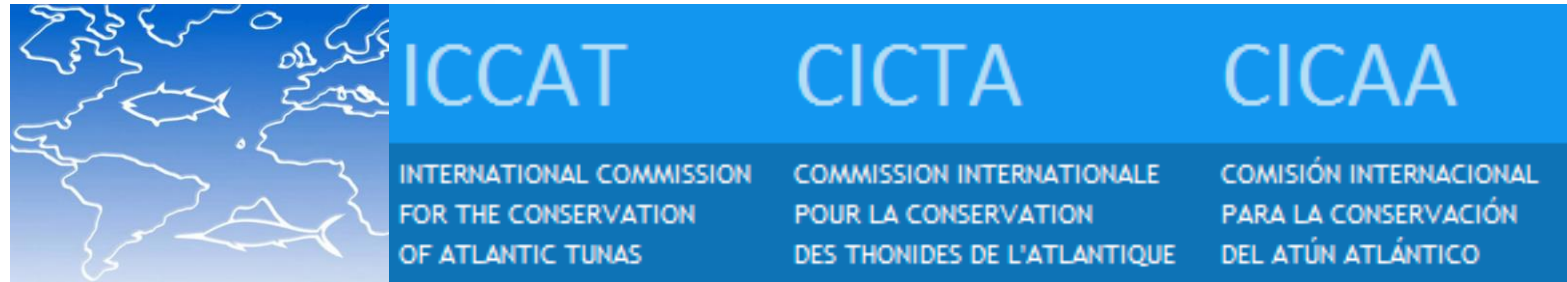 ICCAT
INTERNATIONAL COMMISSION
FOR THE CONSERVATION
OF ATLANTIC TUNAS
CICTA
COMMISSION INTERNATIONALE
POUR LA CONSERVATION
DES THONIDES DE L'ATLANTIQUE
CICAA
COMISIÓN INTERNACIONAL
PARA LA CONSERVACIÓN
DEL ATÚN ATLÁNTICO